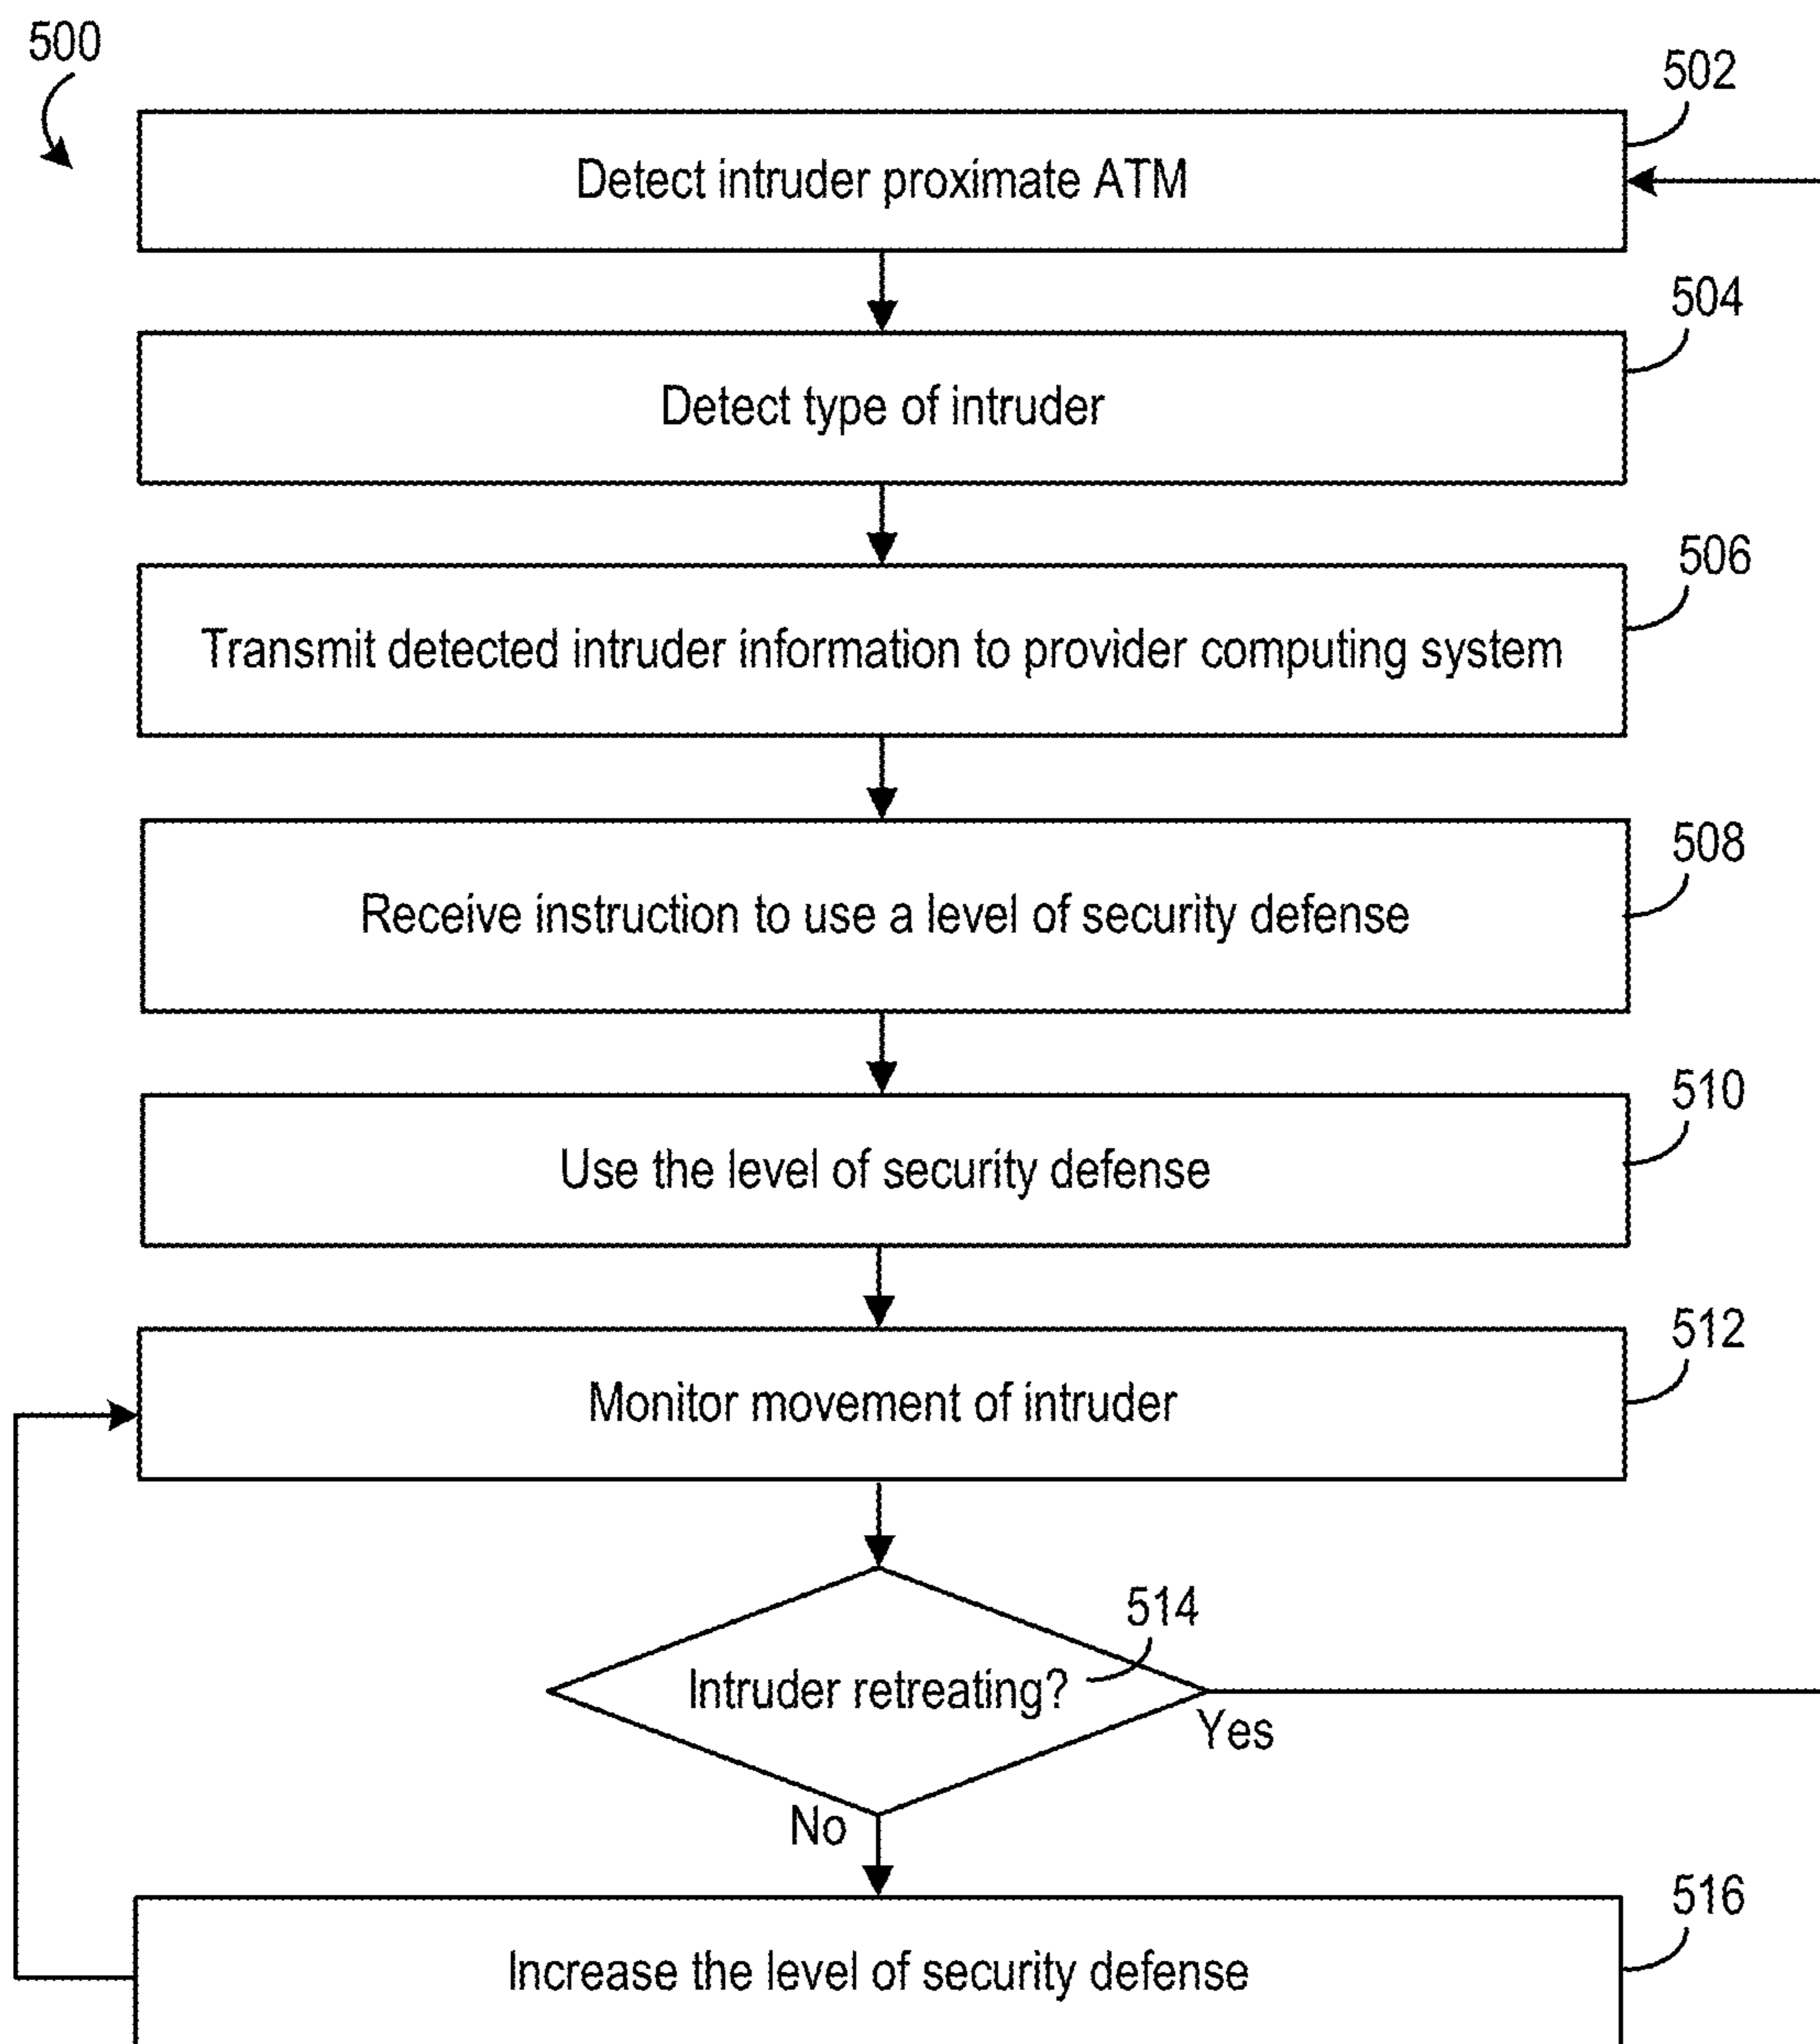 500
502
Detect intruder proximate ATM
504
Detect type of intruder
506
Transmit detected intruder information to provider computing system
508
Receive instruction to use a level of security defense
510
Use the level of security defense
512
Monitor movement of intruder
514
Intruder retreating?
Yes
No
516
Increase the level of security defense